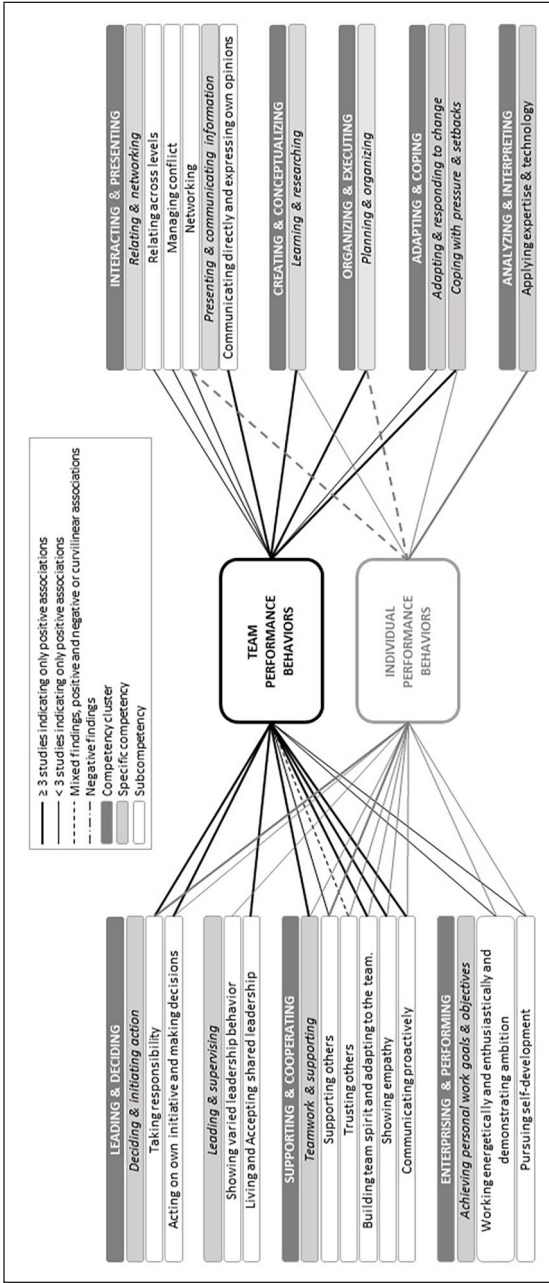 ≥ 3 studies indicating only positive associations
< 3 studies indicating only positive associations
Mixed findings, positive and negative or curvilinear associations
Negative findings
Competency cluster
Specific competency
Subcompetency
LEADING & DECIDING
Deciding & initiating action
Taking responsibility
Acting on own initiative and making decisions
Leading & supervising
Showing varied leadership behavior
Living and Accepting shared leadership
SUPPORTING & COOPERATING
Teamwork & supporting
Supporting others
Trusting others
Building team spirit and adapting to the team.
Showing empathy
Communicating proactively
ENTERPRISING & PERFORMING
Achieving personal work goals & objectives
Working energetically and enthusiastically and
demonstrating ambition
Pursuing self-development
TEAM
PERFORMANCE
BEHAVIORS
INDIVIDUAL
PERFORMANCE
BEHAVIORS
INTERACTING & PRESENTING
Relating & networking
Relating across levels
Managing conflict
Networking
Presenting & communicating information
Communicating directly and expressing own opinions
CREATING & CONCEPTUALIZING
Learning & researching
ORGANIZING & EXECUTING
Planning & organizing
ADAPTING & COPING
Adapting & responding to change
Coping with pressure & setbacks
ANALYZING & INTERPRETING
Applying expertise & technology